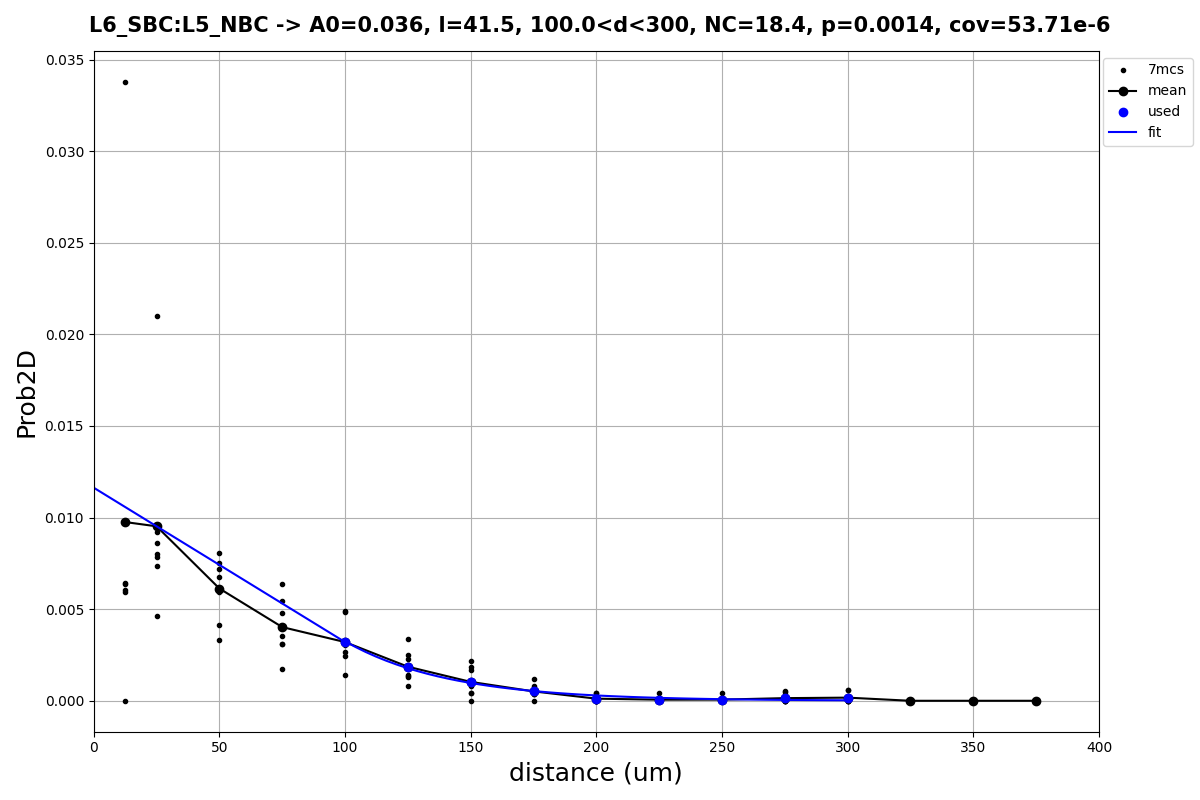 L6_SBC:L5_NBC -> A0=0.036, l=41.5, 100.0<d<300, NC=18.4, p=0.0014, cov=53.71e-6
7mcs
mean
used
fit
0.035
0.030
0.025
0.020
0.015
0.010
0.005
0.000
Prob2D
0 50 100 150 200 250 300 350 400
distance (um)